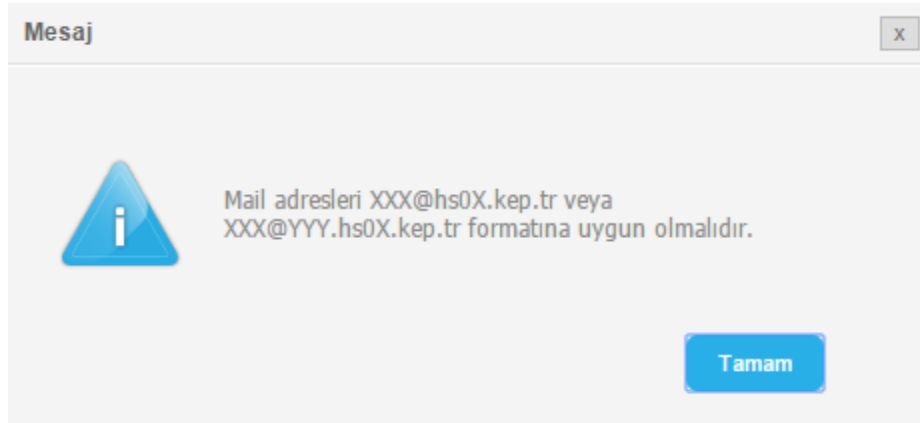 Mesaj
x
Mail adresleri XXX@hs0X.kep.tr veya
XXX@YYY.hs0X.kep.tr formatına uygun olmalıdır.
i
Tamam